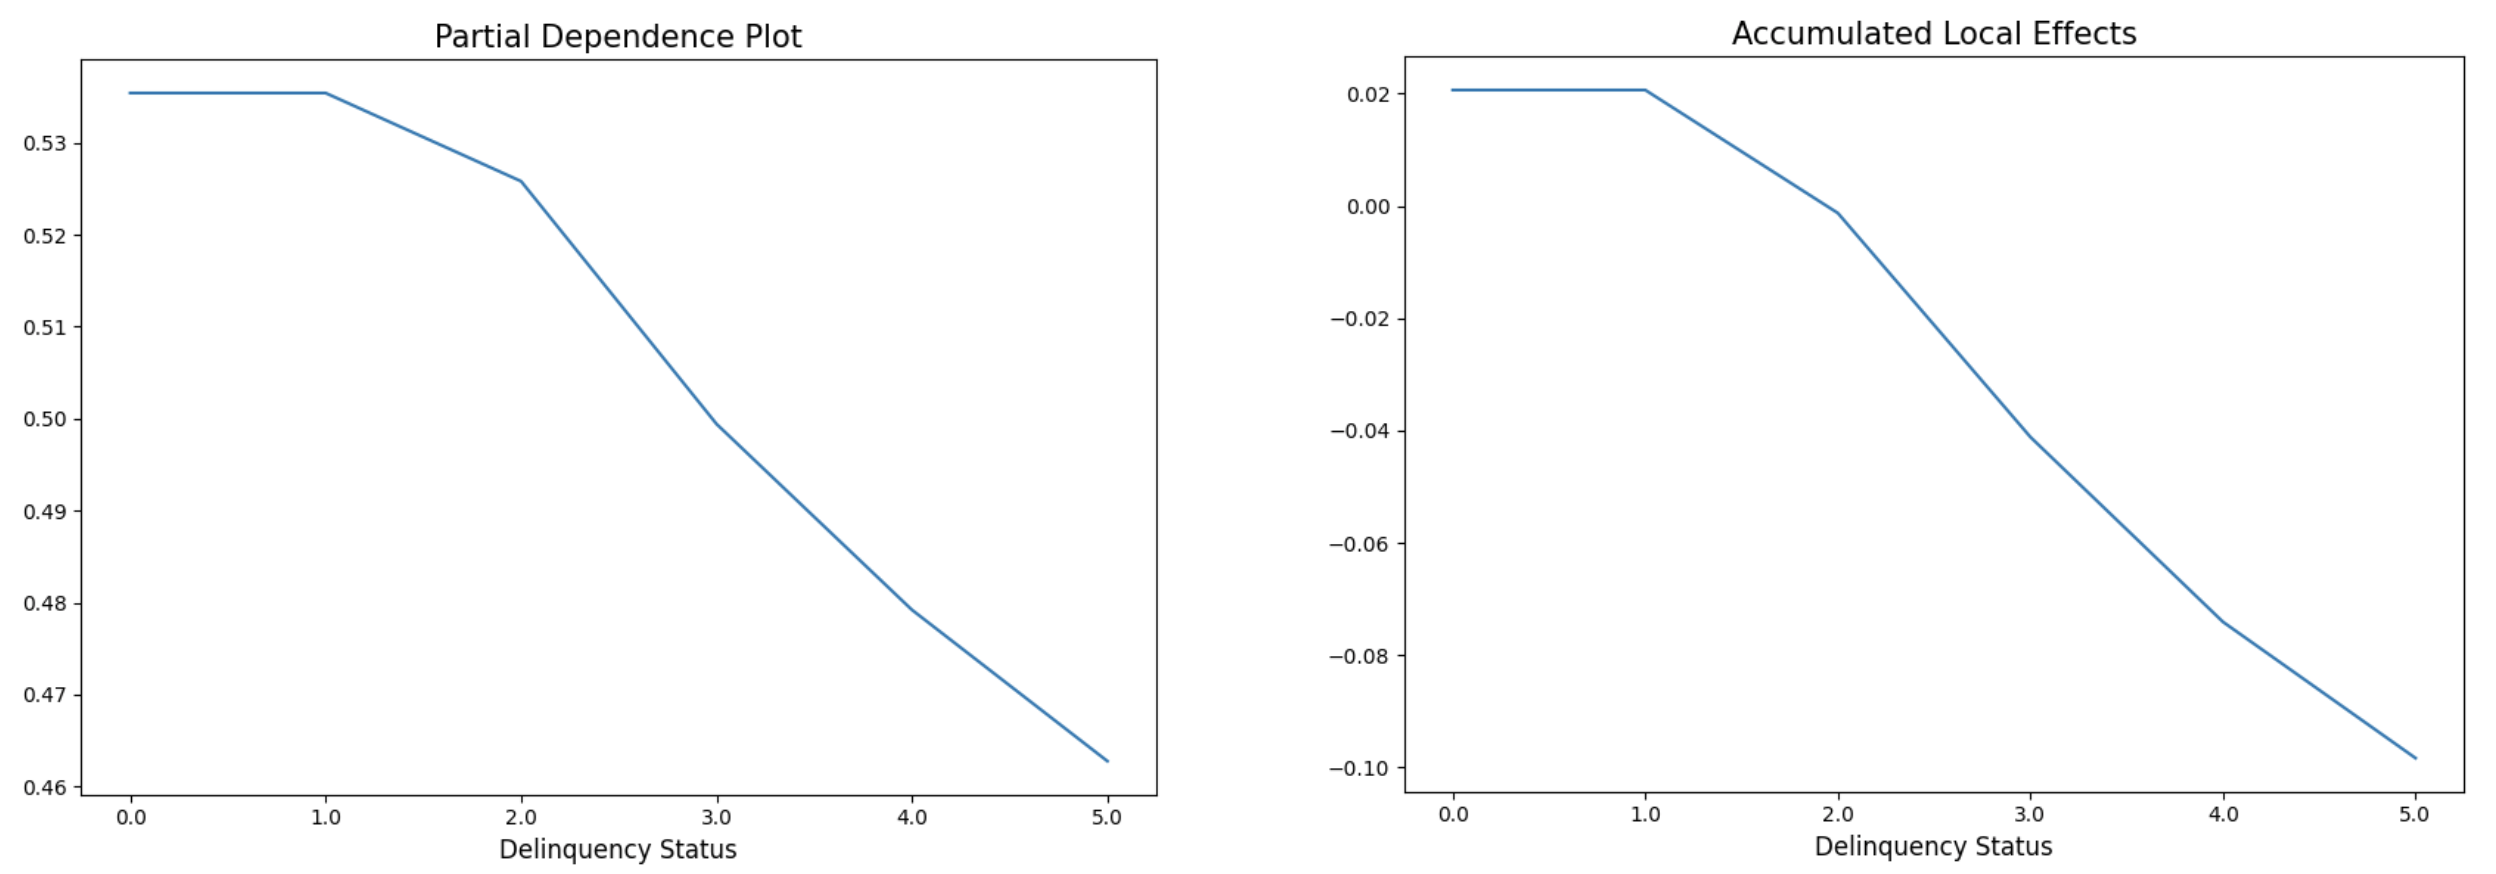 Partial Dependence Plot
0.53
0.52
0.51
0.50
0.49
0.48
0.47
0.46
0.0 1.0 2.0 3.0 4.0 5.0
Delinquency Status
Accumulated Local Effects
0.02
0.00
−0.02
−0.04
−0.06
−0.08
−0.10
0.0 1.0 2.0 3.0 4.0 5.0
Delinquency Status